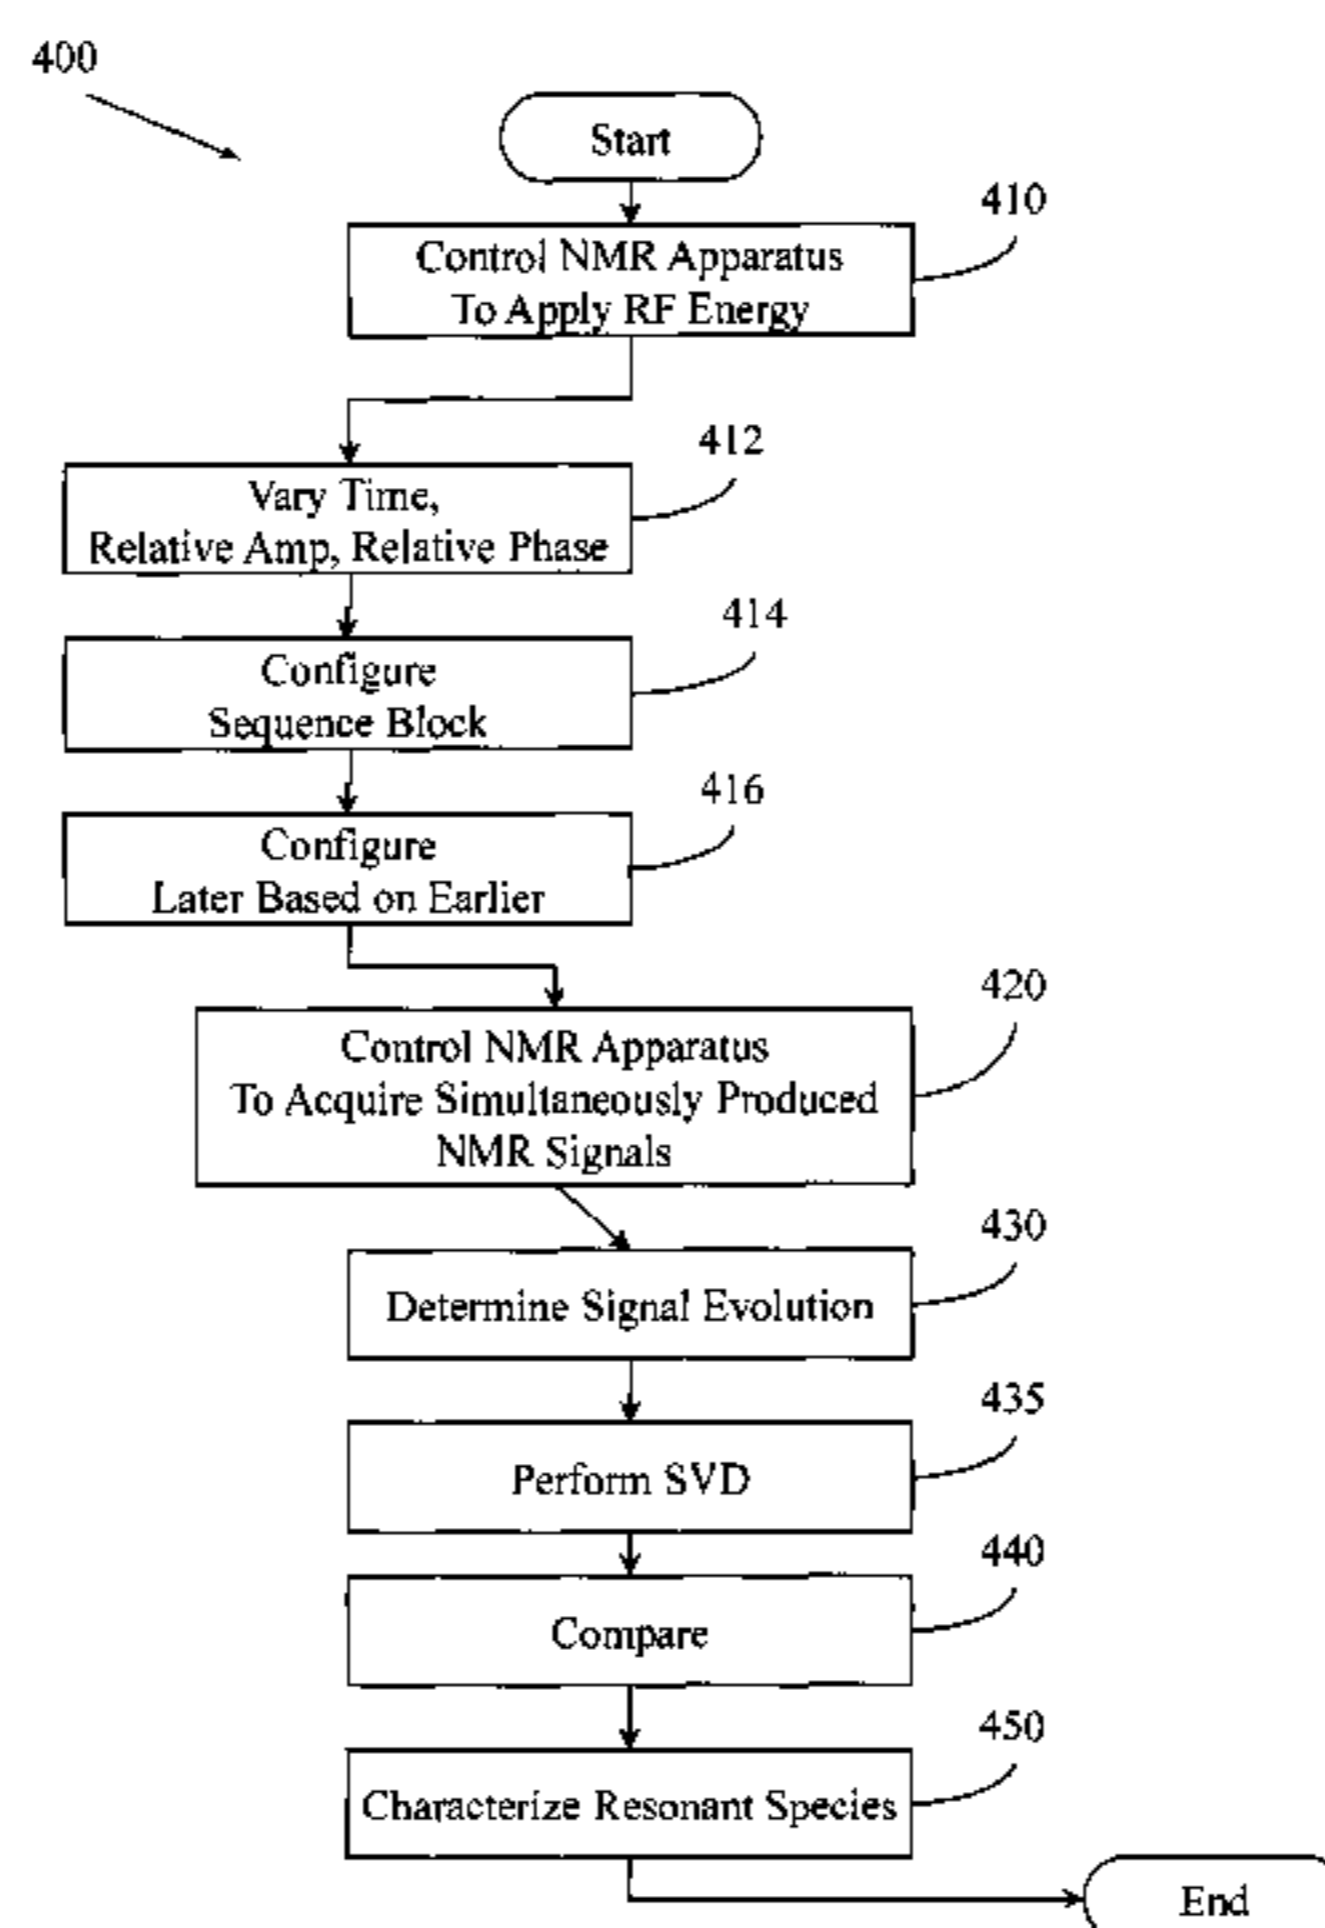 400
Start
410
Control NMR Apparatus
To Apply RF Energy
412
Vary Time,
Relative Amp, Relative Phase
414
Configure
Sequence Block
416
Configure
Later Based on Earlier
420
Control NMR Apparatus
To Acquire Simultaneously Produced
NMR Signals
430
Determine Signal Evolution
435
Perform SVD
440
Compare
450
Characterize Resonant Species
End